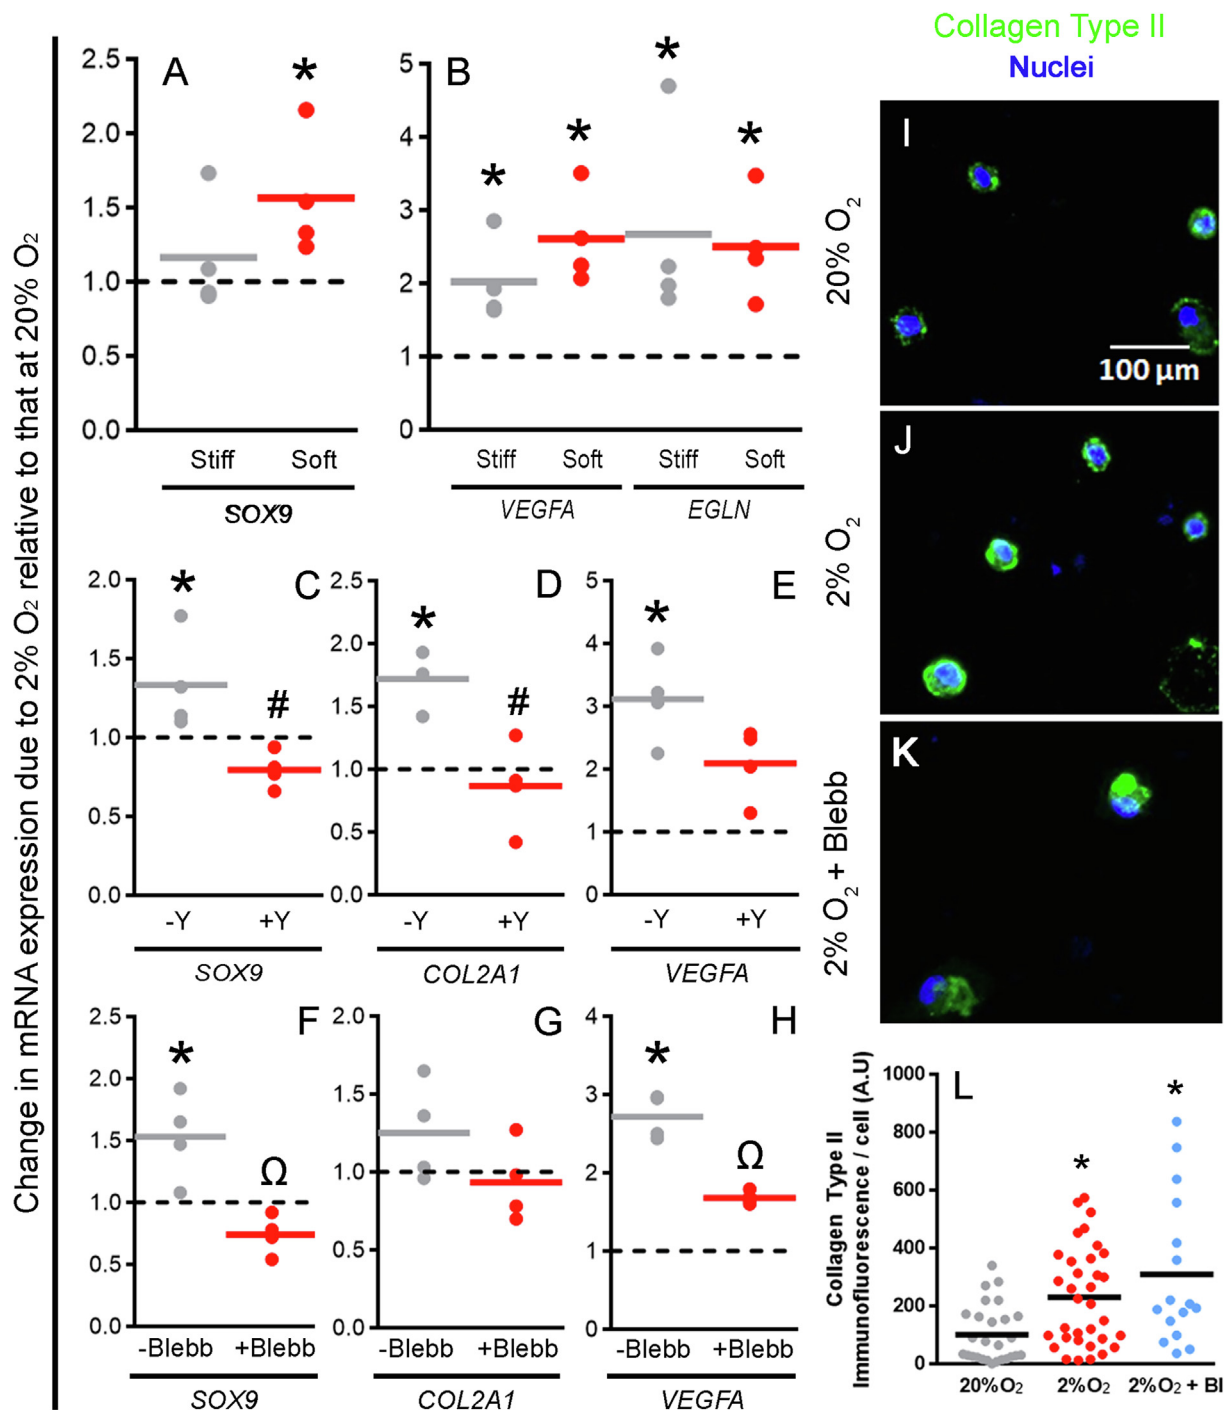 Change in mRNA expression due to 2% O2 relative to that at 20% O2
A
*
2.5
2.0
1.5
1.0
0.5
0.0
Stiff Soft
SOX9
B
* * * *
5
4
3
2
1
0
Stiff Soft Stiff Soft
VEGFA EGLN
C
* #
2.0
1.5
1.0
0.5
0.0
-Y +Y
SOX9
D
* #
2.5
2.0
1.5
1.0
0.5
0.0
-Y +Y
COL2A1
E
*
5
4
3
2
1
0
-Y +Y
VEGFA
F
* Ω
2.5
2.0
1.5
1.0
0.5
0.0
-Blebb +Blebb
SOX9
G
2.0
1.5
1.0
0.5
0.0
-Blebb +Blebb
COL2A1
H
* Ω
4
3
2
1
0
-Blebb +Blebb
VEGFA
Collagen Type II
Nuclei
20% O2
I
100 µm
2% O2
J
2% O2 + Blebb
K
L
* *
Collagen Type II
Immunofluorescence / cell (A.U)
1000
800
600
400
200
0
20%O2 2%O2 2%O2 + Bl